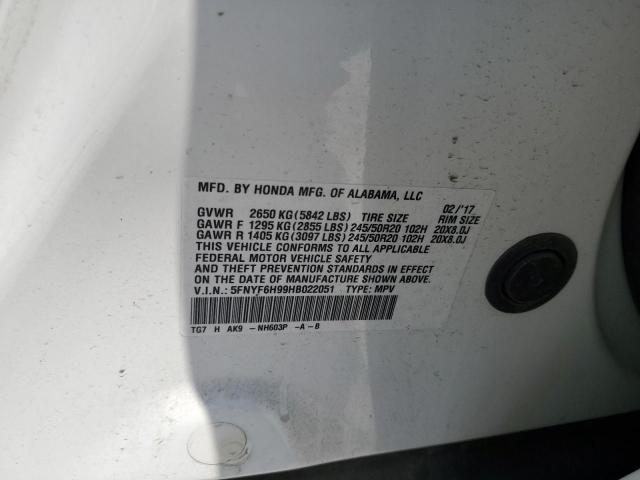 MFD. BY HONDA MFG. OF ALABAMA, LLC 02/'17
GVWR 2650 KG (5842 LBS) TIRE SIZE RIM SIZE
GAWR F 1295 KG (2855 LBS) 245/50R20 102H 20X8.0J
GAWR R 1405 KG (3097 LBS) 245/50R20 102H 20X8.0J
THIS VEHICLE CONFORMS TO ALL APPLICABLE
FEDERAL MOTOR VEHICLE SAFETY
AND THEFT PREVENTION STANDARDS IN EFFECT
ON THE DATE OF MANUFACTURE SHOWN ABOVE.
V.I.N.: 5FNYF6H99HB022051 TYPE: MPV
TG7 H AK9 - NH603P -A-B